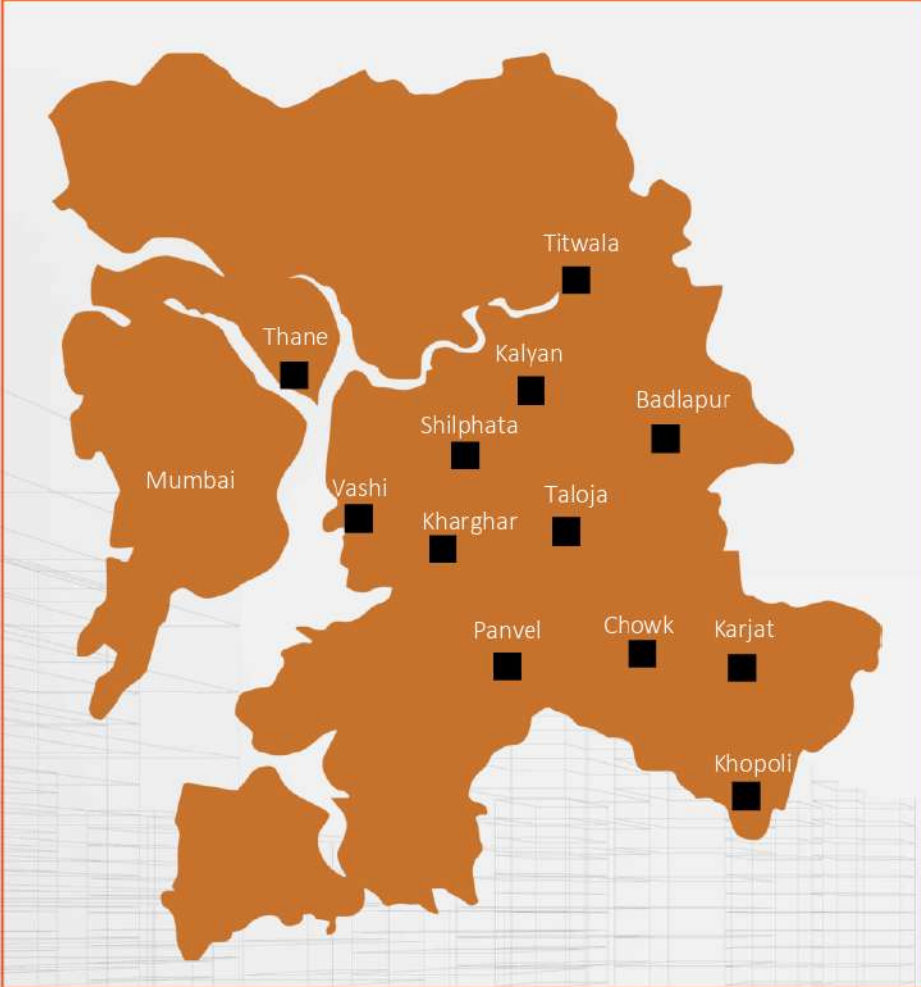 Titwala
Thane
Kalyan
Badlapur
Shilphata
Mumbai
Vashi
Taloja
Kharghar
Panvel
Chowk
Karjat
Khopoli